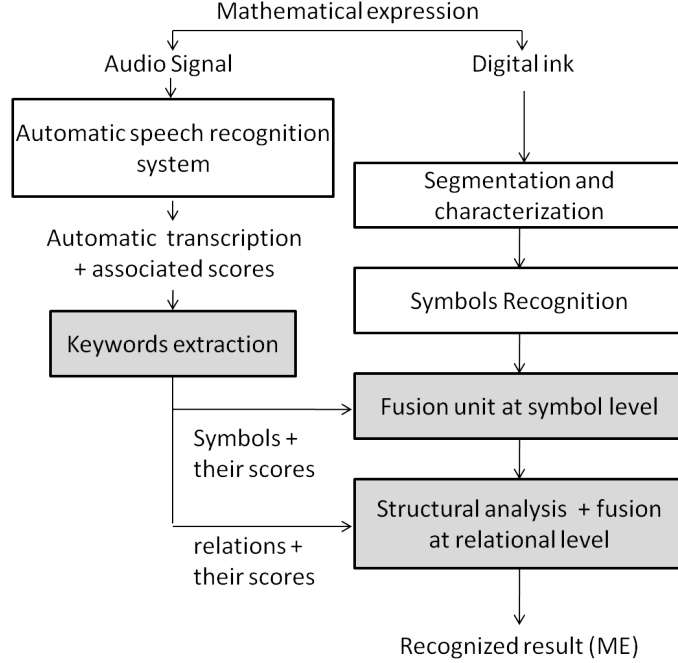 Mathematical expression
Audio Signal
Digital ink
Automatic speech recognition
system
Segmentation and
characterization
Automatic transcription
+ associated scores
Symbols Recognition
Keywords extraction
Fusion unit at symbol level
Symbols +
their scores
Structural analysis + fusion
at relational level
relations +
their scores
Recognized result (ME)